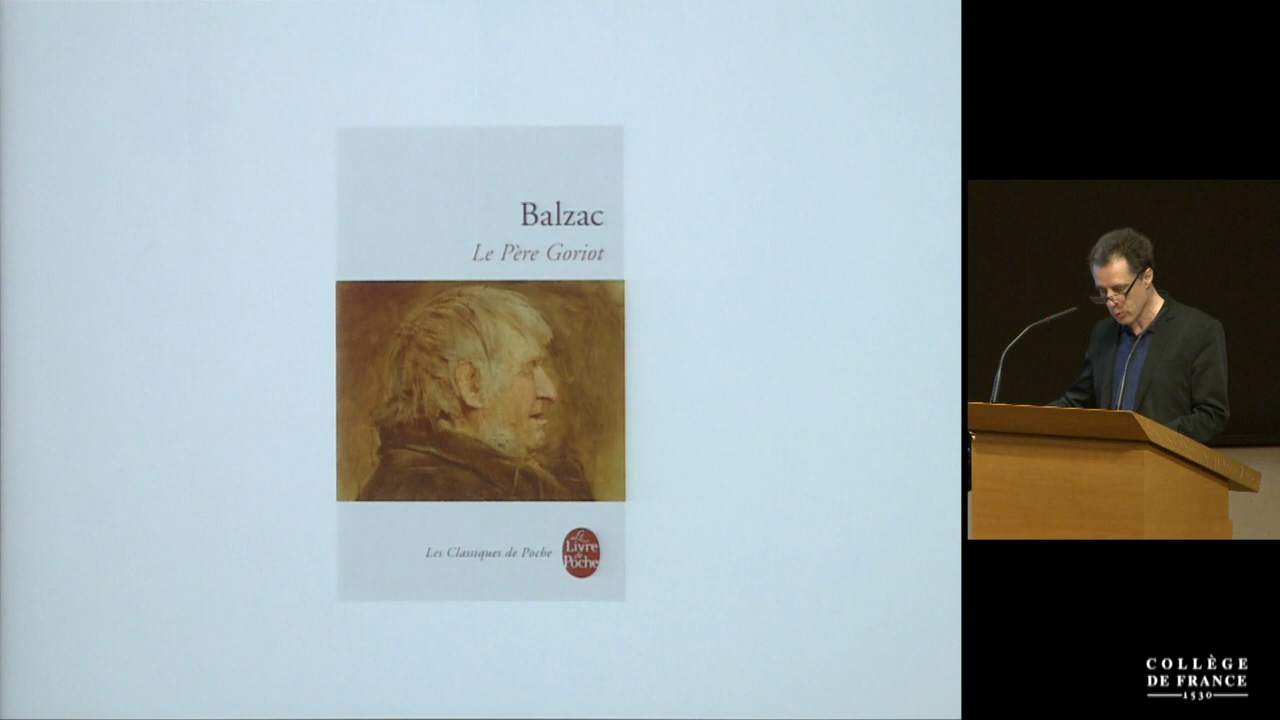 Balzac
Le Père Goriot
Les Classiques de Poche
Le
Livre
de
Poche
COLLÈGE
DE FRANCE
1530